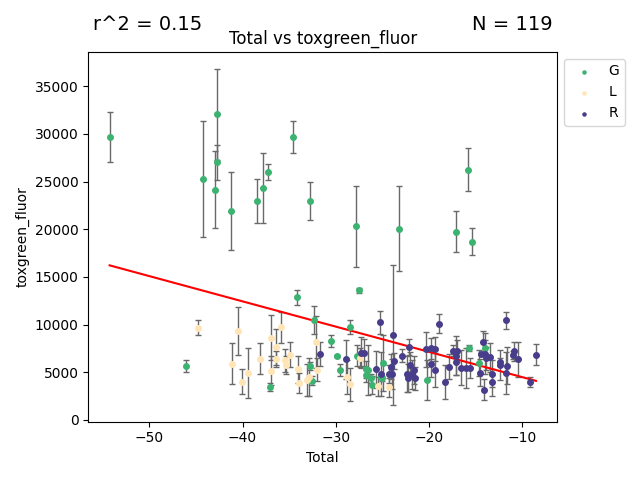 r^2 = 0.15
N = 119
Total vs toxgreen_fluor
35000
30000
25000
20000
15000
10000
5000
0
toxgreen_fluor
−50
−40
−30
−20
−10
Total
G
L
R